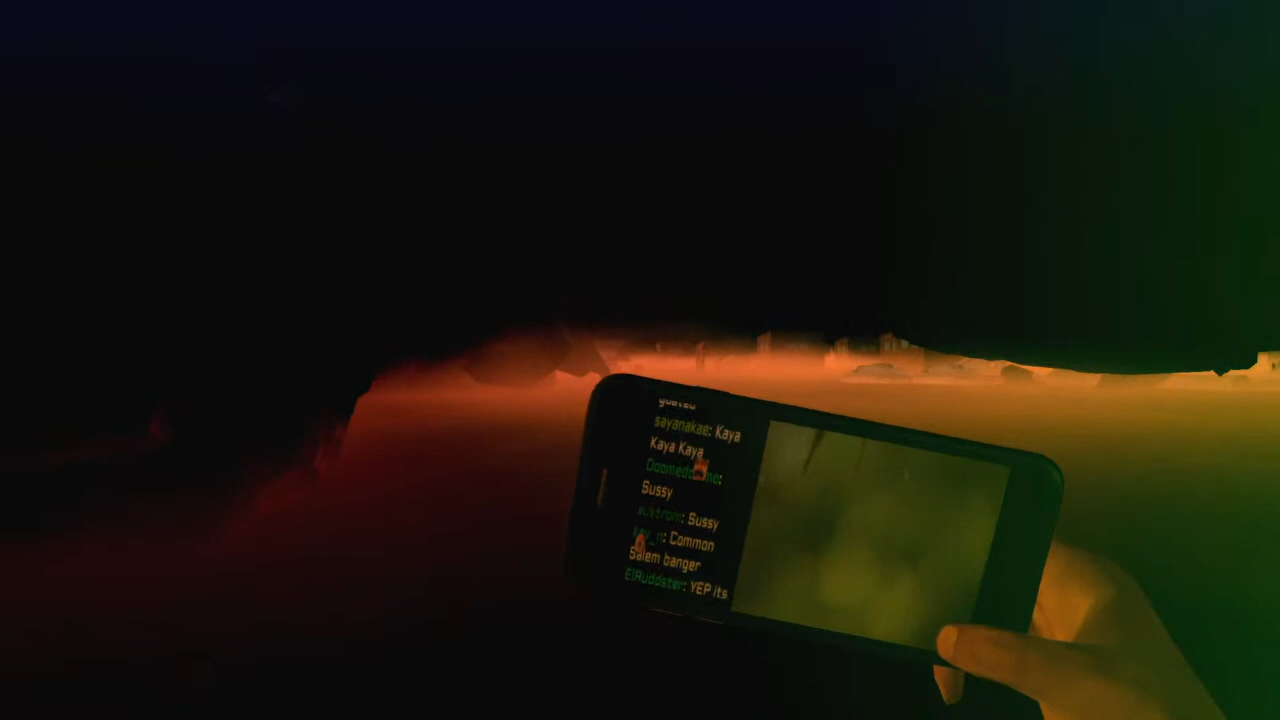 sayanakae: Kaya
Kaya Kaya
Sussy
Sussy
: Common
Salem banger
ElRuddster: YEP its